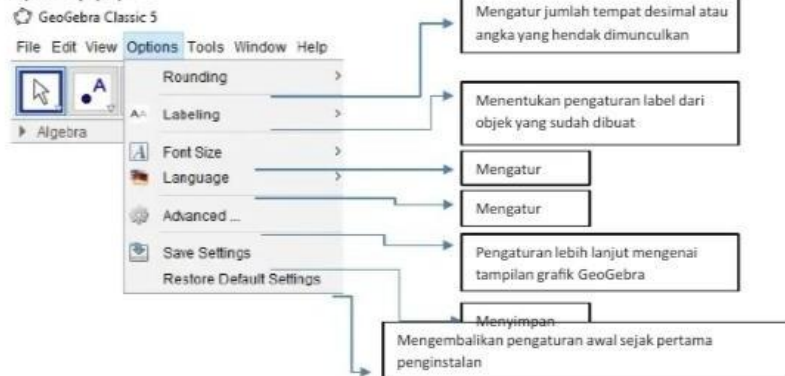 GeoGebra Classic 5
File Edit View Options Tools Window Help
A
Algebra
Rounding
AA Labeling
A Font Size
Language
Advanced ...
Save Settings
Restore Default Settings
Mengatur jumlah tempat desimal atau
angka yang hendak dimunculkan
Menentukan pengaturan label dari
objek yang sudah dibuat
Mengatur
Mengatur
Pengaturan lebih lanjut mengenai
tampilan grafik GeoGebra
Menyimpan
Mengembalikan pengaturan awal sejak pertama
penginstalan